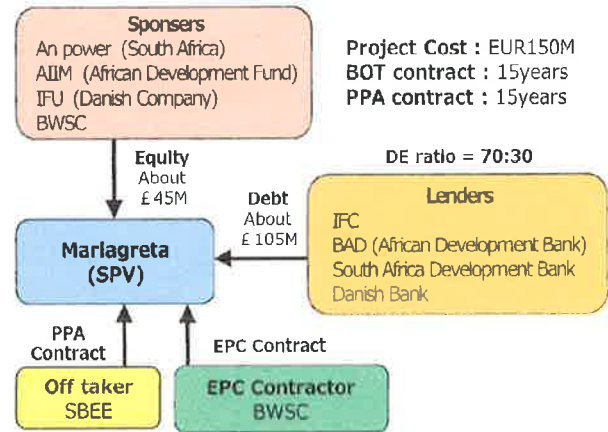 Sponsers
An power (South Africa)
AIIM (African Development Fund)
IFU (Danish Company)
BWSC
Project Cost : EUR150M
BOT contract : 15years
PPA contract : 15years
Equity
About
£45M
DE ratio = 70:30
Debt
About
£105M
Lenders
IFC
BAD (African Development Bank)
South Africa Development Bank
Danish Bank
Marlagreta
(SPV)
PPA
Contract
EPC Contract
Off taker
SBEE
EPC Contractor
BWSC